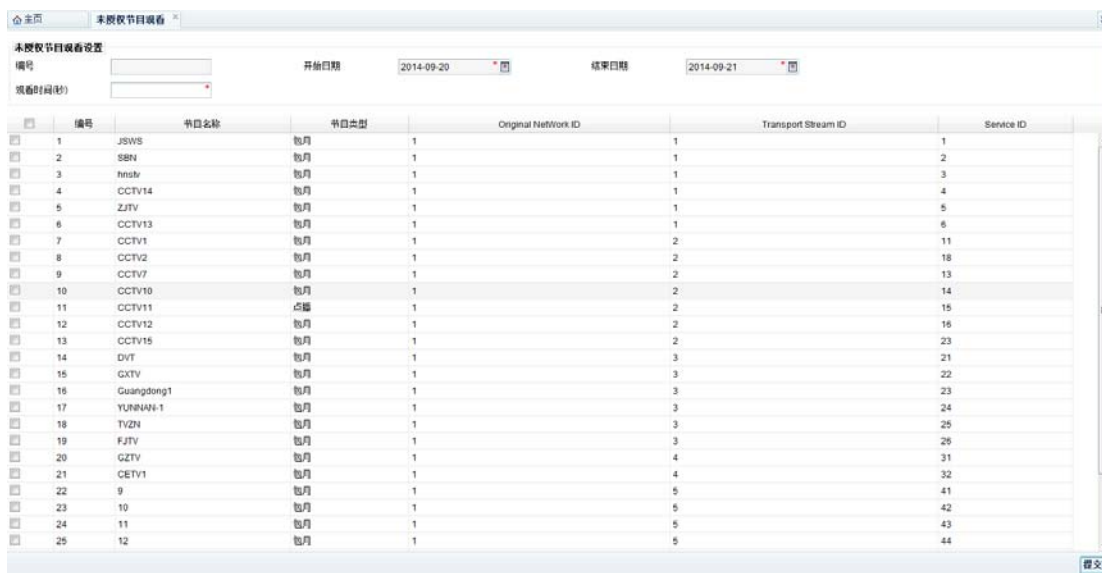 主页 未授权节目观看
未授权节目观看设置
编号 开始日期 2014-09-20 * 结束日期 2014-09-21 *
观看时间(秒) *
编号 节目名称 节目类型 Original NetWork ID Transport Stream ID Service ID
1 JSWS 包月 1 1 1
2 SBN 包月 1 1 2
3 hnstv 包月 1 1 3
4 CCTV14 包月 1 1 4
5 ZJTV 包月 1 1 5
6 CCTV13 包月 1 1 6
7 CCTV1 包月 1 2 11
8 CCTV2 包月 1 2 18
9 CCTV7 包月 1 2 13
10 CCTV10 包月 1 2 14
11 CCTV11 点播 1 2 15
12 CCTV12 包月 1 2 16
13 CCTV15 包月 1 2 23
14 DVT 包月 1 3 21
15 GXTV 包月 1 3 22
16 Guangdong1 包月 1 3 23
17 YUNNAN-1 包月 1 3 24
18 TVZN 包月 1 3 25
19 FJTV 包月 1 3 26
20 GZTV 包月 1 4 31
21 CETV1 包月 1 4 32
22 9 包月 1 5 41
23 10 包月 1 5 42
24 11 包月 1 5 43
25 12 包月 1 5 44
提交